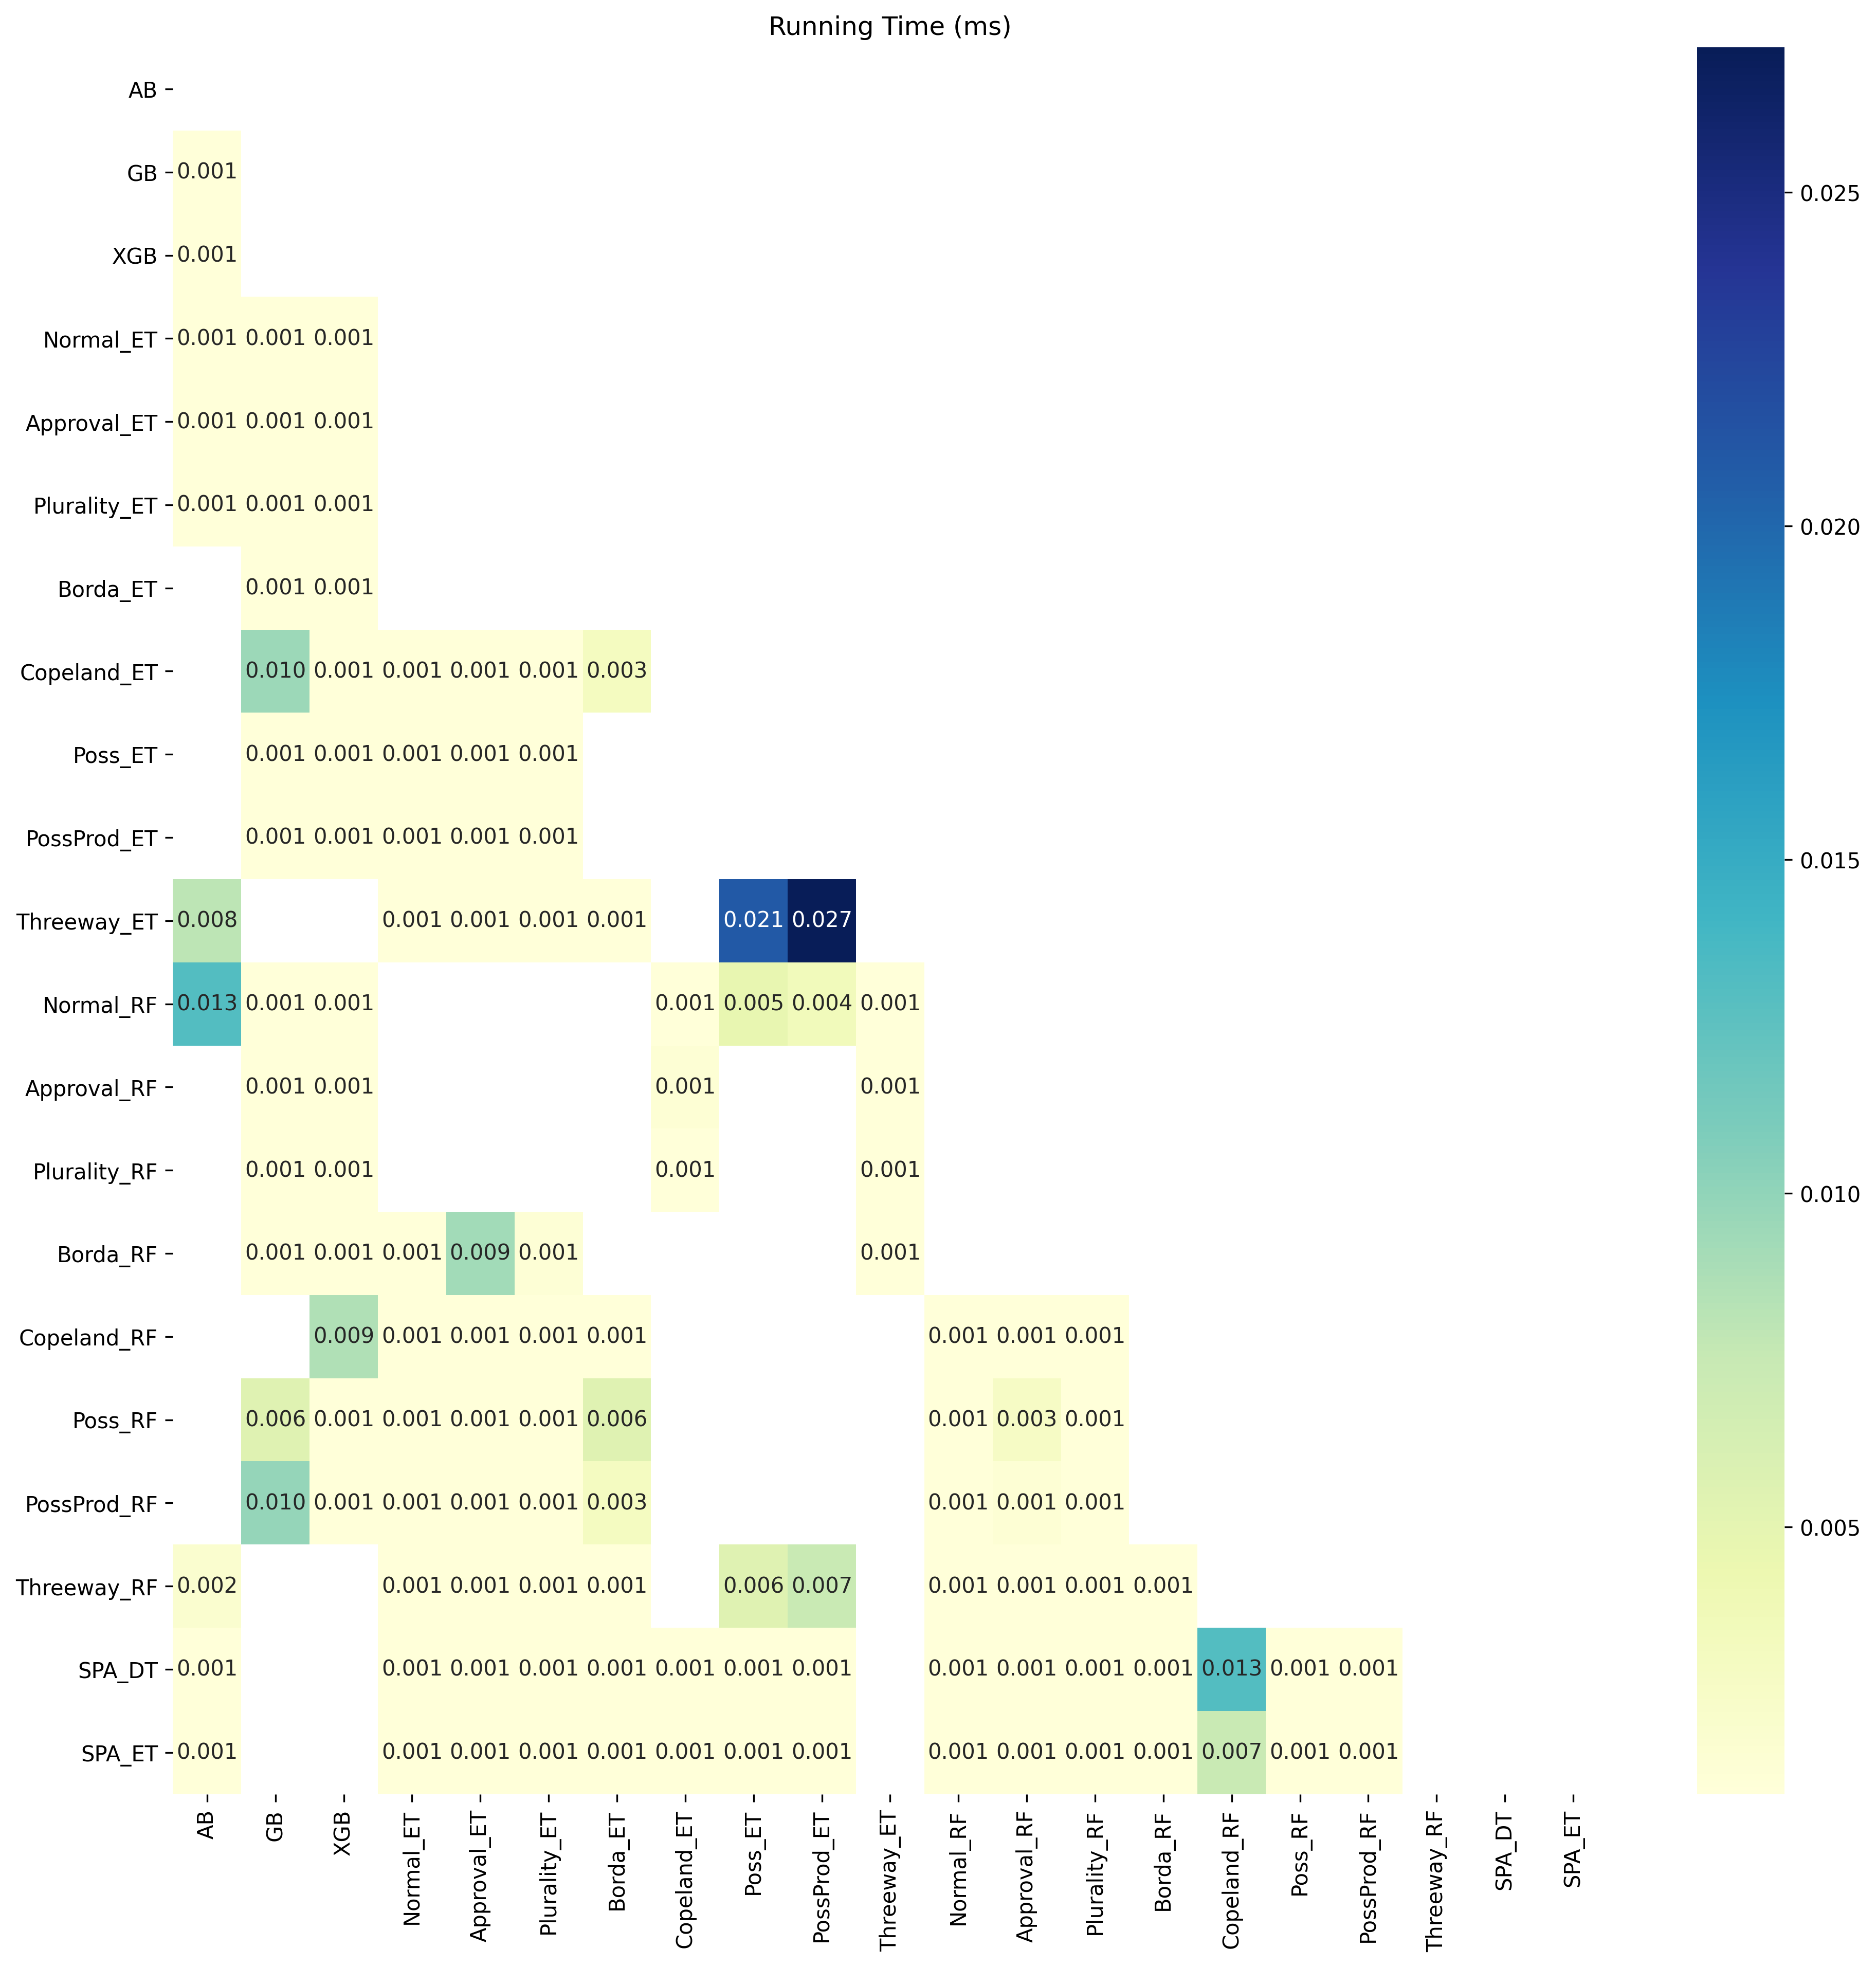 Running Time (ms)
AB
GB 0.001
XGB 0.001
Normal_ET 0.001 0.001 0.001
Approval_ET 0.001 0.001 0.001
Plurality_ET 0.001 0.001 0.001
Borda_ET 0.001 0.001
Copeland_ET 0.010 0.001 0.001 0.001 0.001 0.003
Poss_ET 0.001 0.001 0.001 0.001 0.001
PossProd_ET 0.001 0.001 0.001 0.001 0.001
Threeway_ET 0.008 0.001 0.001 0.001 0.001 0.021 0.027
Normal_RF 0.013 0.001 0.001 0.001 0.005 0.004 0.001
Approval_RF 0.001 0.001 0.001 0.001
Plurality_RF 0.001 0.001 0.001 0.001
Borda_RF 0.001 0.001 0.001 0.009 0.001 0.001
Copeland_RF 0.009 0.001 0.001 0.001 0.001 0.001 0.001 0.001
Poss_RF 0.006 0.001 0.001 0.001 0.001 0.006 0.001 0.003 0.001
PossProd_RF 0.010 0.001 0.001 0.001 0.001 0.003 0.001 0.001 0.001
Threeway_RF 0.002 0.001 0.001 0.001 0.001 0.006 0.007 0.001 0.001 0.001 0.001
SPA_DT 0.001 0.001 0.001 0.001 0.001 0.001 0.001 0.001 0.001 0.001 0.001 0.001 0.013 0.001 0.001
SPA_ET 0.001 0.001 0.001 0.001 0.001 0.001 0.001 0.001 0.001 0.001 0.001 0.001 0.007 0.001 0.001
AB GB XGB Normal_ET Approval_ET Plurality_ET Borda_ET Copeland_ET Poss_ET PossProd_ET Threeway_ET Normal_RF Approval_RF Plurality_RF Borda_RF Copeland_RF Poss_RF PossProd_RF Threeway_RF SPA_DT SPA_ET
0.025
0.020
0.015
0.010
0.005